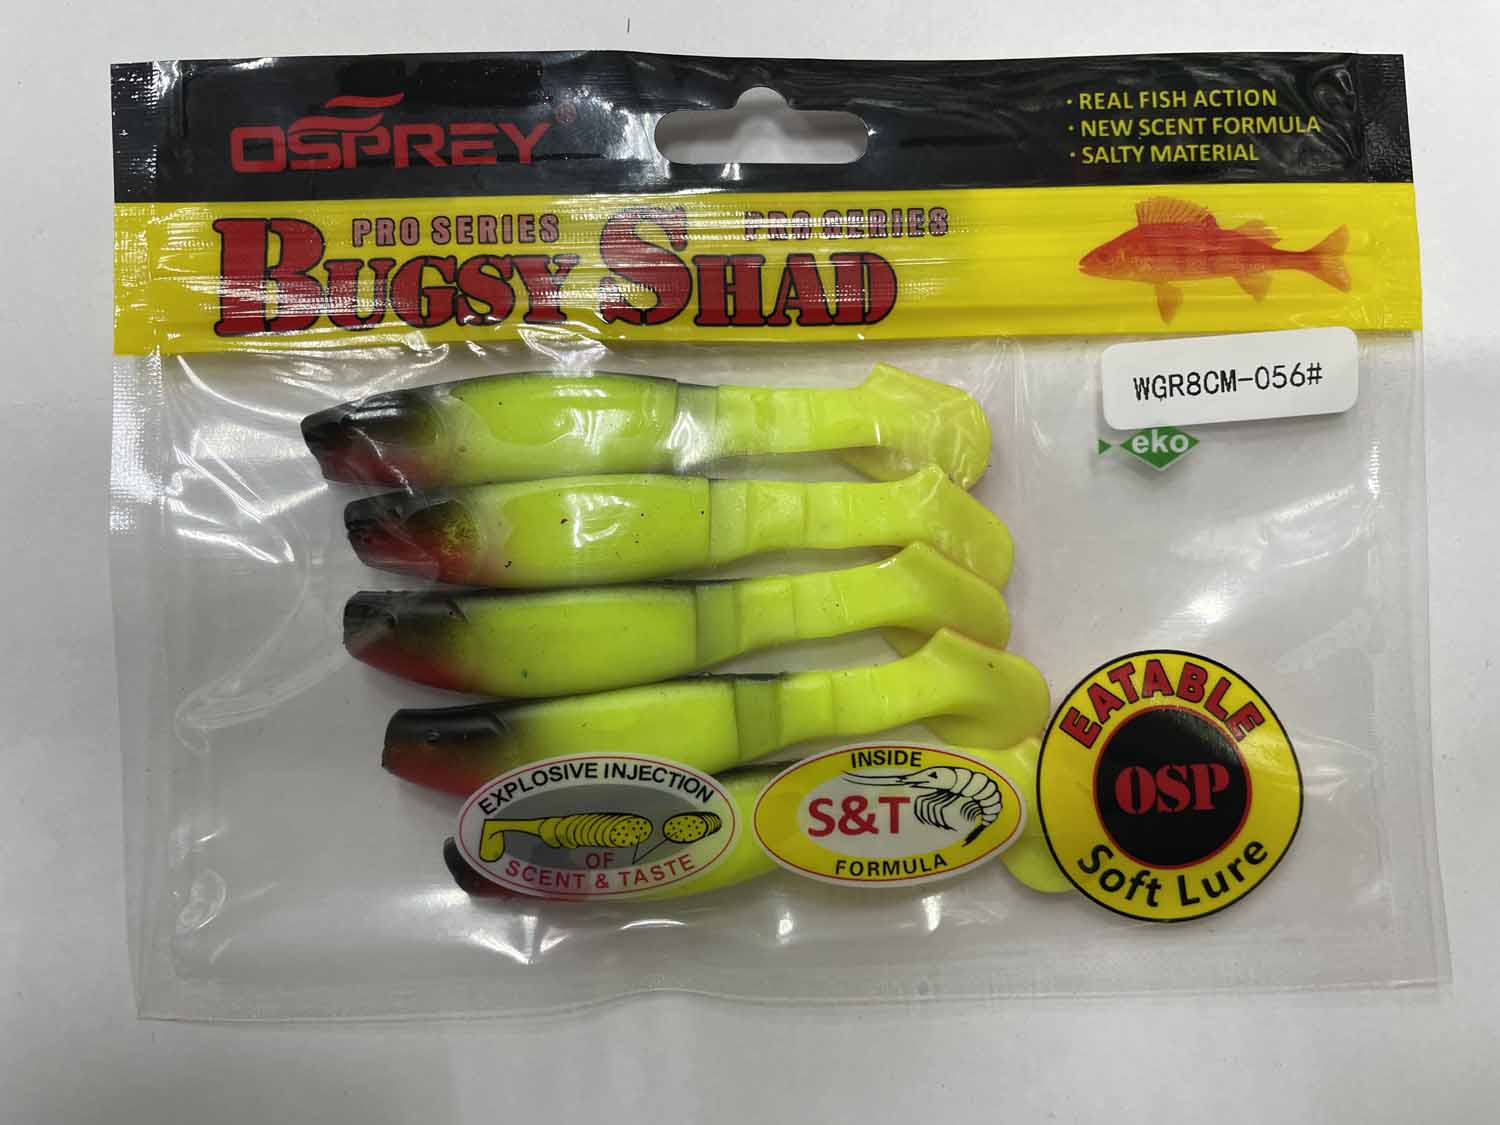 OSPREY®
· REAL FISH ACTION
· NEW SCENT FORMULA
· SALTY MATERIAL
PRO SERIES PRO SERIES
BUGSY SHAD
WGR8CM-056#
eko
EXPLOSIVE INJECTION
OF
SCENT & TASTE
INSIDE
S&T
FORMULA
EATABLE
OSP
Soft Lure